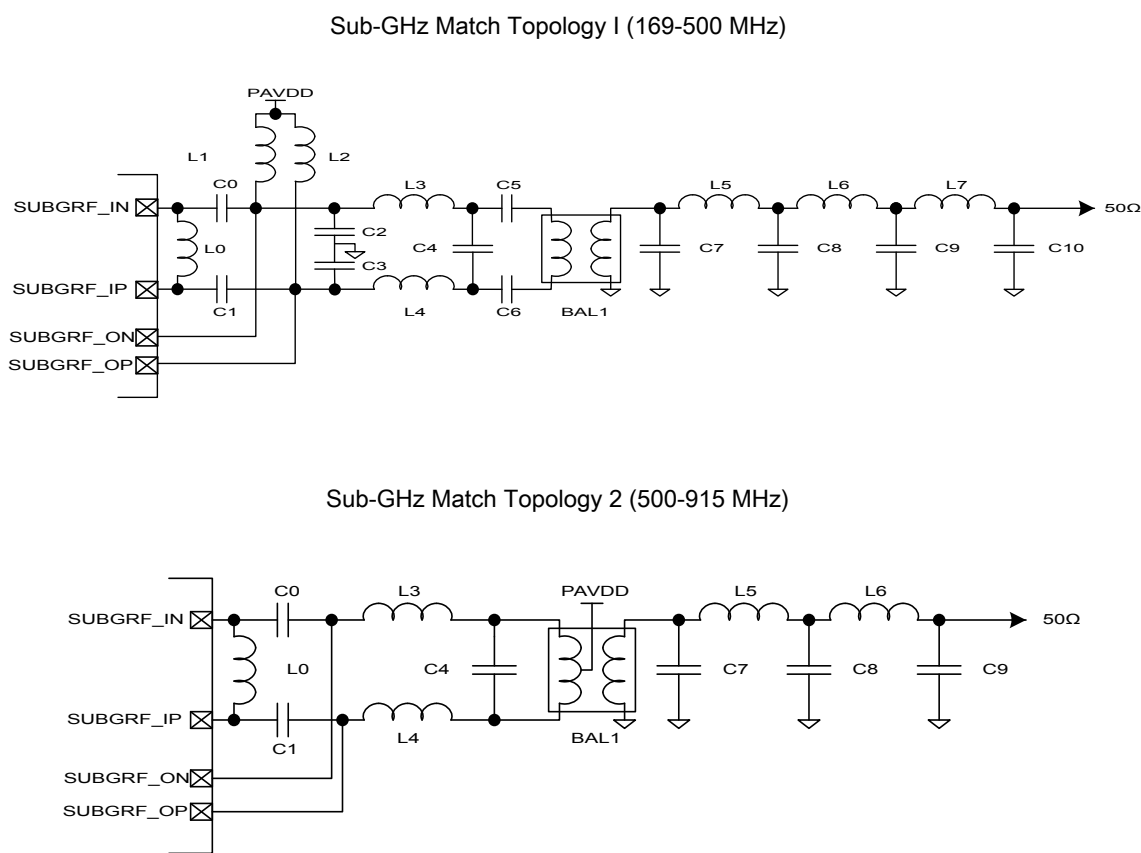 Sub-GHz Match Topology I (169-500 MHz)
PAVDD
L1
L2
C0
L3
C5
L5
L6
L7
SUBGRF_IN
50Ω
L0
C2
C4
C7
C8
C9
C10
C3
SUBGRF_IP
C1
L4
C6
BAL1
SUBGRF_ON
SUBGRF_OP
Sub-GHz Match Topology 2 (500-915 MHz)
C0
L3
PAVDD
L5
L6
SUBGRF_IN
50Ω
L0
C4
C7
C8
C9
SUBGRF_IP
C1
L4
BAL1
SUBGRF_ON
SUBGRF_OP